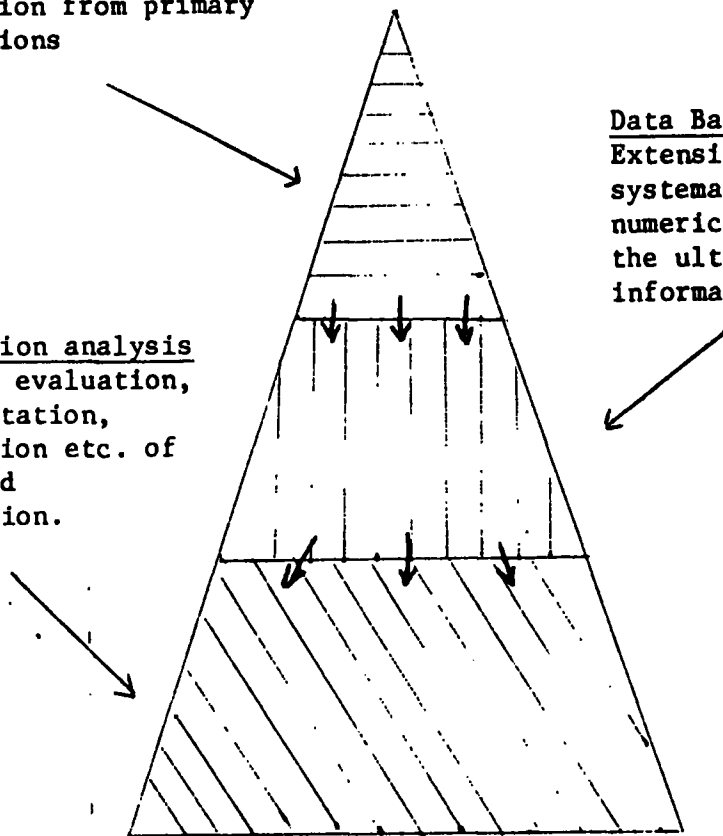 ion from primary
ions
Data Ba
Extensi
systema
numeric
the ult
informa
ion analysis
evaluation,
tation,
ion etc. of
d
ion.